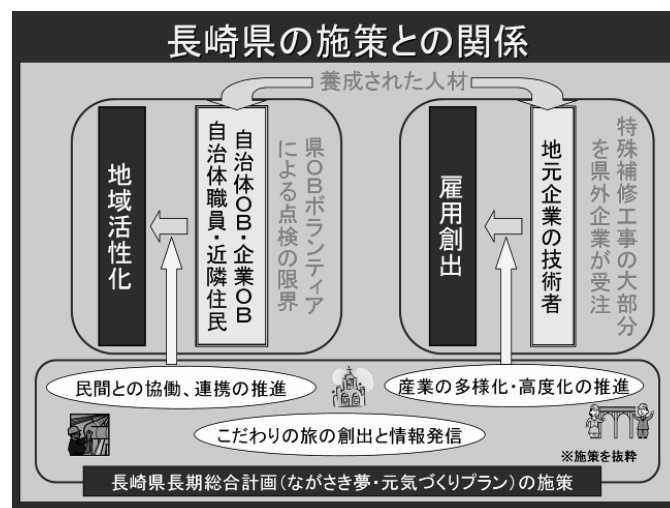 長崎県の施策との関係
養成された人材
地域活性化
自治体OB・企業OB
自治体職員・近隣住民
県OBボランティア
による点検の限界
雇用創出
地元企業の技術者
特殊補修工事の大部分
を県外企業が受注
民間との協働、連携の推進
産業の多様化・高度化の推進
こだわりの旅の創出と情報発信
※施策を抜粋
長崎県長期総合計画(ながさき夢・元気づくりプラン)の施策